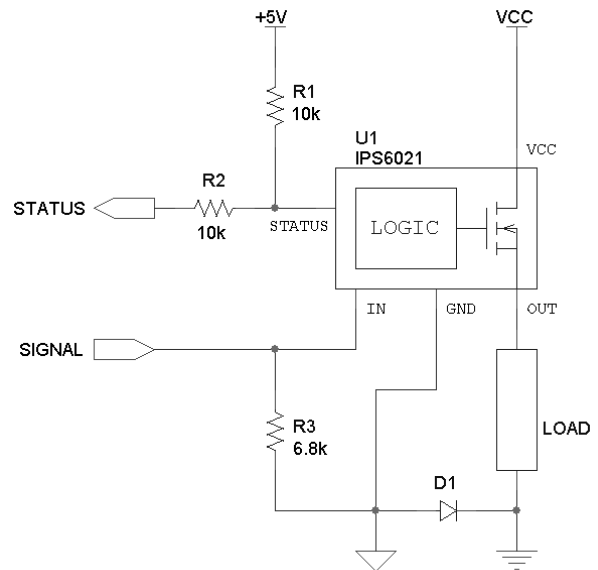 +5V
VCC
R1
10k
U1
IPS6021
VCC
R2
10k
STATUS
STATUS
LOGIC
IN
GND
OUT
SIGNAL
R3
6.8k
LOAD
D1